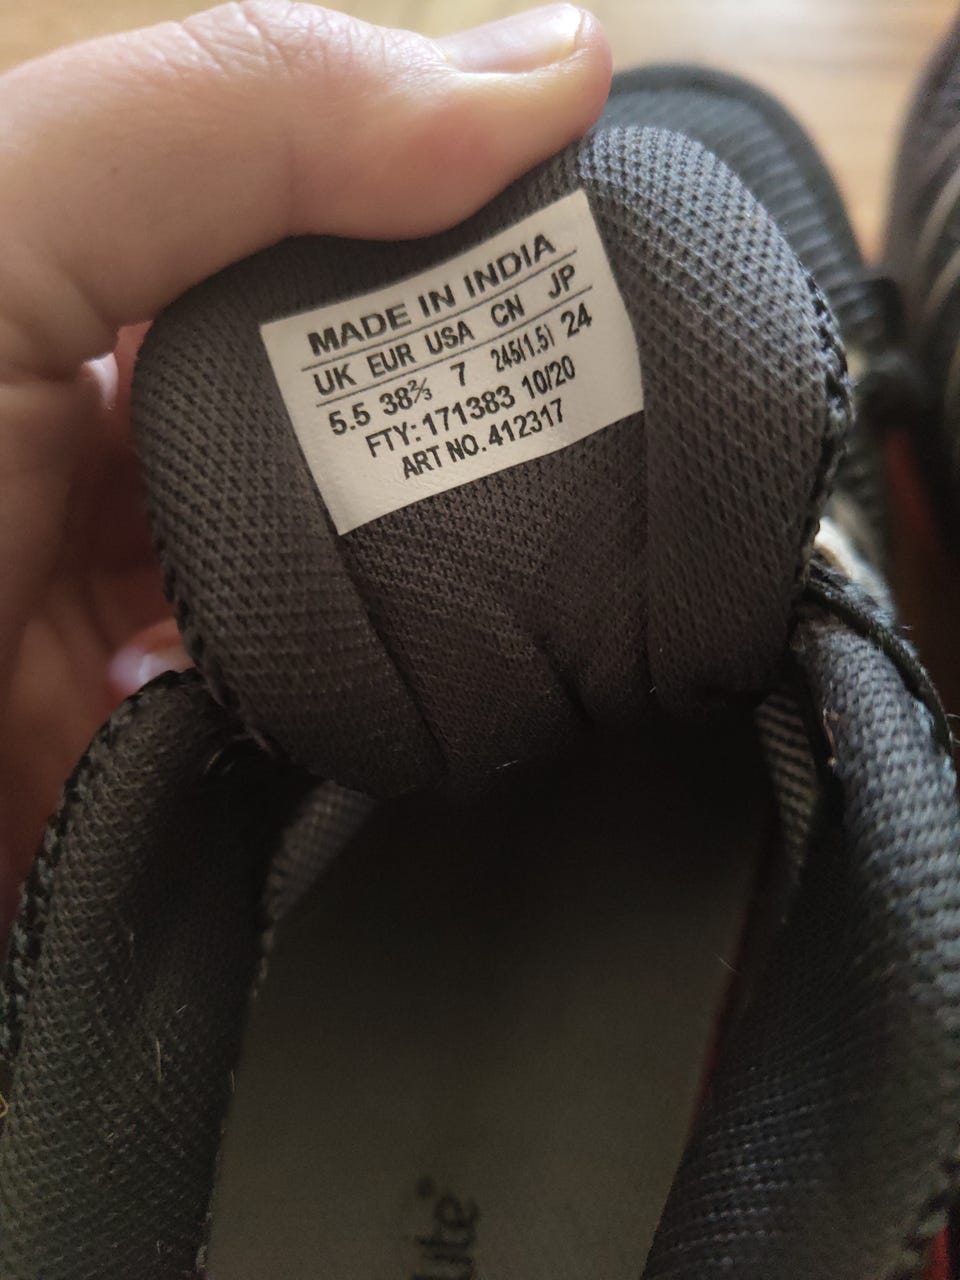 MADE IN INDIA
UK EUR USA CN JP
5.5 38⅔ 7 245(1.5) 24
FTY:171383 10/20
ART NO.412317